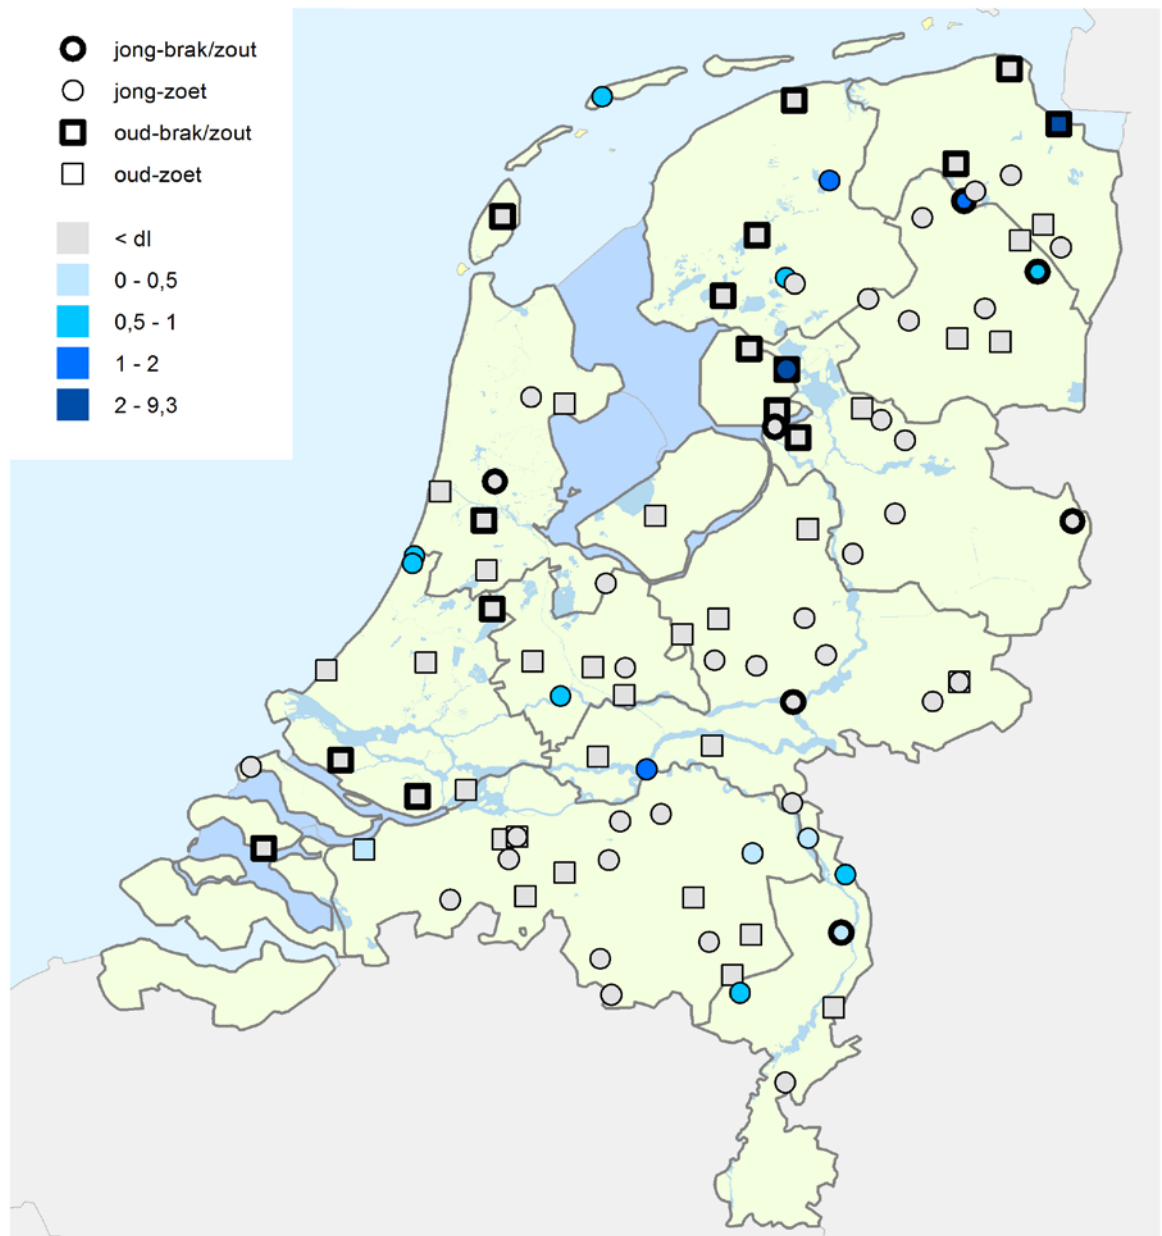 jong-brak/zout
jong-zoet
oud-brak/zout
oud-zoet
< dl
0 - 0,5
0,5 - 1
1 - 2
2 - 9,3